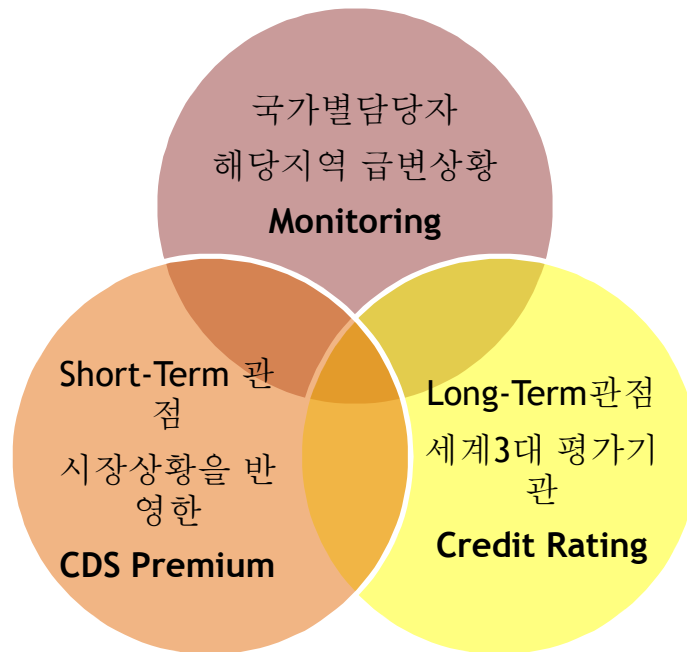 국가별담당자
해당지역 급변상황
Monitoring
Short-Term 관
점
시장상황을 반
영한
CDS Premium
Long-Term관점
세계3대 평가기
관
Credit Rating